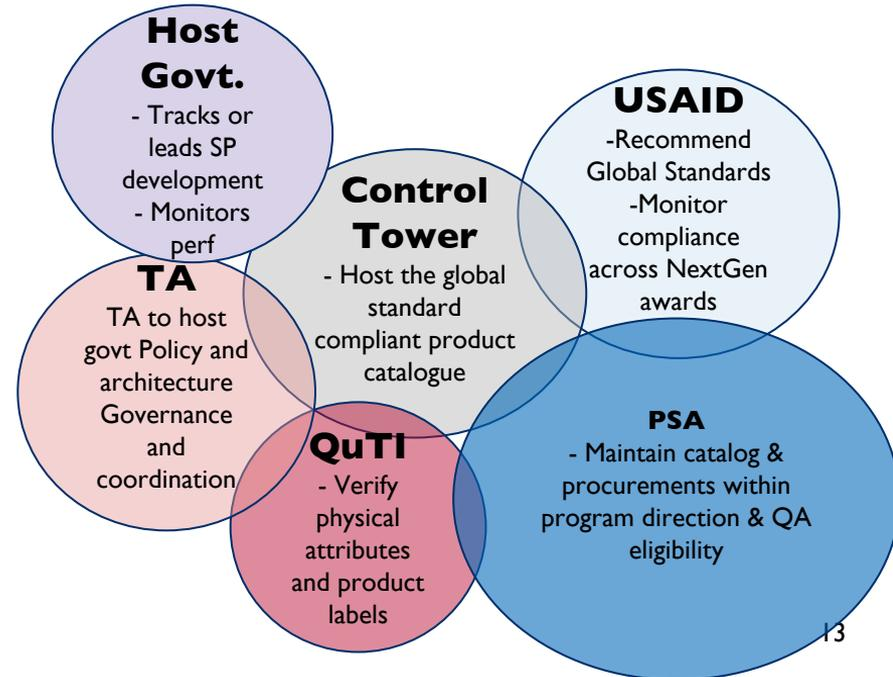 Host
Govt.
- Tracks or
leads SP
development
- Monitors
perf
USAID
-Recommend
Global Standards
-Monitor
compliance
across NextGen
awards
Control
Tower
- Host the global
standard
compliant product
catalogue
TA
TA to host
govt Policy and
architecture
Governance
and
coordination
QuTI
- Verify
physical
attributes
and product
labels
PSA
- Maintain catalog &
procurements within
program direction & QA
eligibility
13